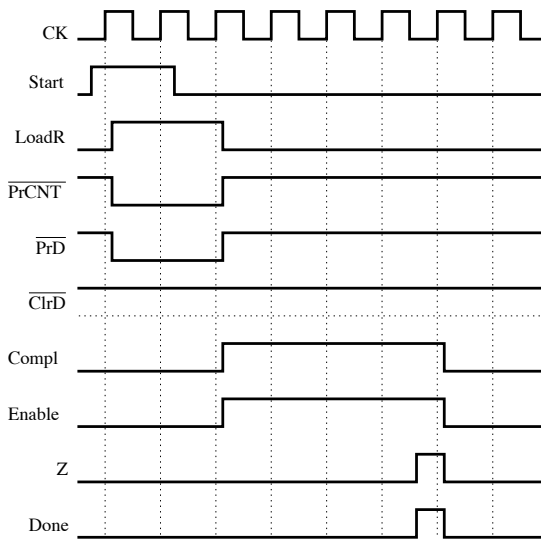 CK
Start
LoadR
PrCNT
PrD
ClrD
Compl
Enable
Z
Done